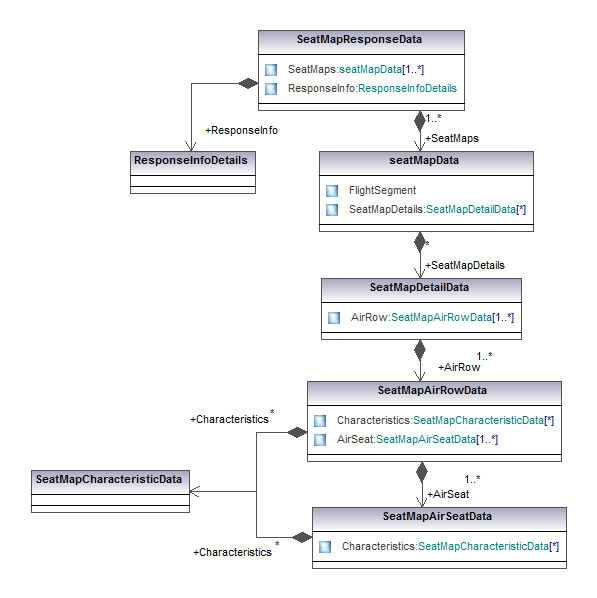 SeatMapResponseData
SeatMaps:seatMapData[1..*]
ResponseInfo:ResponseInfoDetails
1..*
+ResponseInfo
+SeatMaps
ResponseInfoDetails
seatMapData
FlightSegment
SeatMapDetails:SeatMapDetailData[*]
*
+SeatMapDetails
SeatMapDetailData
AirRow:SeatMapAirRowData[1..*]
1..*
+AirRow
SeatMapAirRowData
+Characteristics*
Characteristics:SeatMapCharacteristicData[*]
AirSeat:SeatMapAirSeatData[1..*]
SeatMapCharacteristicData
1..*
+AirSeat
SeatMapAirSeatData
+Characteristics*
Characteristics:SeatMapCharacteristicData[*]